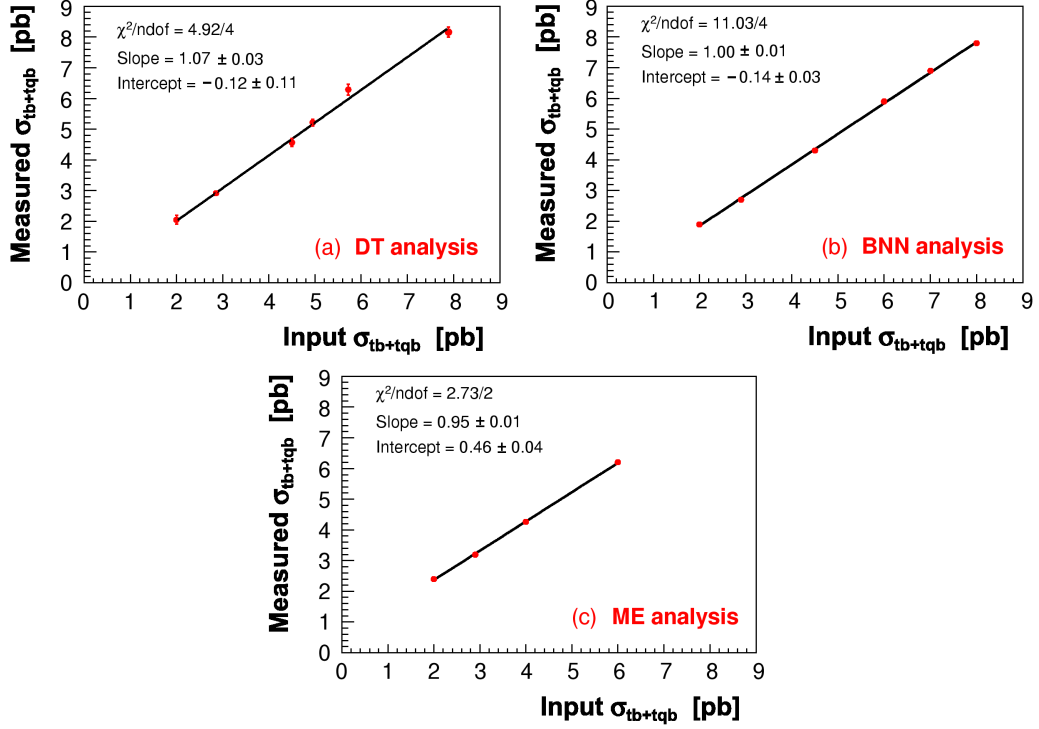 Measured σtb+tqb [pb]
9
8
7
6
5
4
3
2
1
0
χ2/ndof = 4.92/4
Slope = 1.07 ± 0.03
Intercept = −0.12 ± 0.11
(a) DT analysis
0 1 2 3 4 5 6 7 8 9
Input σtb+tqb [pb]
Measured σtb+tqb [pb]
9
8
7
6
5
4
3
2
1
0
χ2/ndof = 11.03/4
Slope = 1.00 ± 0.01
Intercept = −0.14 ± 0.03
(b) BNN analysis
0 1 2 3 4 5 6 7 8 9
Input σtb+tqb [pb]
Measured σtb+tqb [pb]
9
8
7
6
5
4
3
2
1
0
χ2/ndof = 2.73/2
Slope = 0.95 ± 0.01
Intercept = 0.46 ± 0.04
(c) ME analysis
0 1 2 3 4 5 6 7 8 9
Input σtb+tqb [pb]